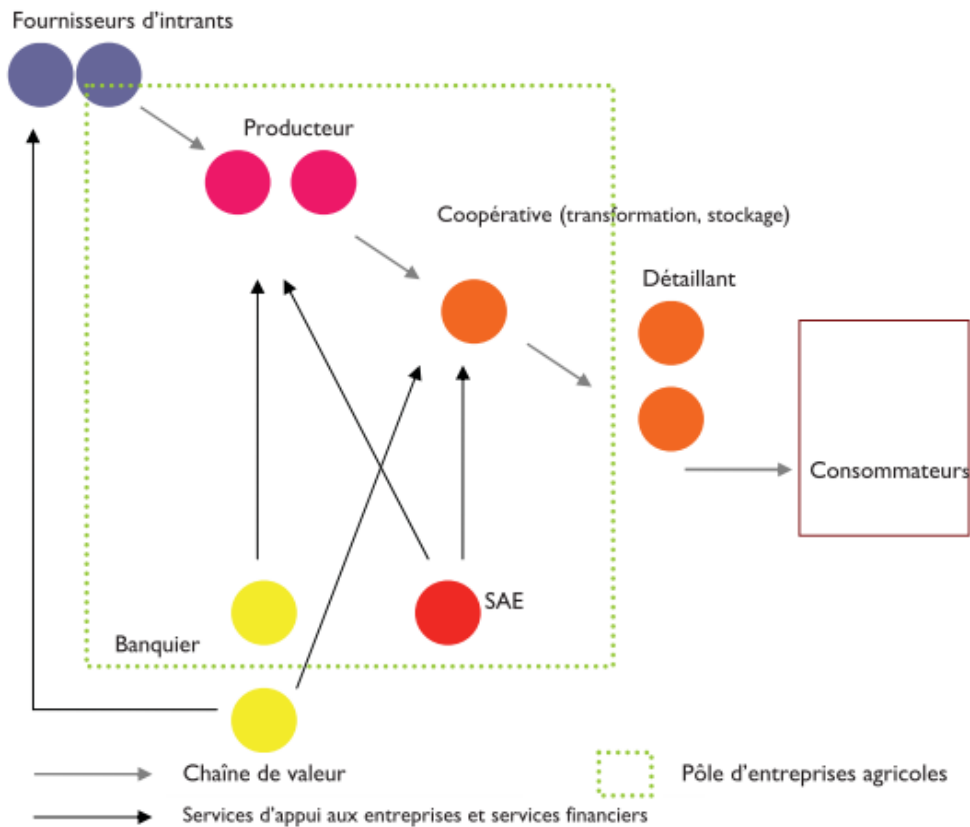 Fournisseurs d'intrants
Producteur
Coopérative (transformation, stockage)
Détaillant
Consommateurs
SAE
Banquier
Chaîne de valeur
Pôle d'entreprises agricoles
Services d'appui aux entreprises et services financiers